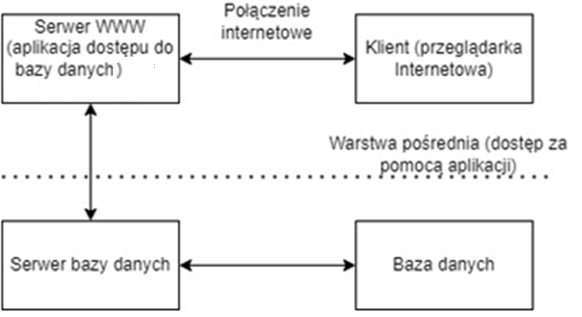 Serwer WWW
(aplikacja dostępu do
bazy danych)
Połączenie
internetowe
Klient (przeglądarka
Internetowa)
Warstwa pośrednia (dostęp za
pomocą aplikacji)
Serwer bazy danych
Baza danych